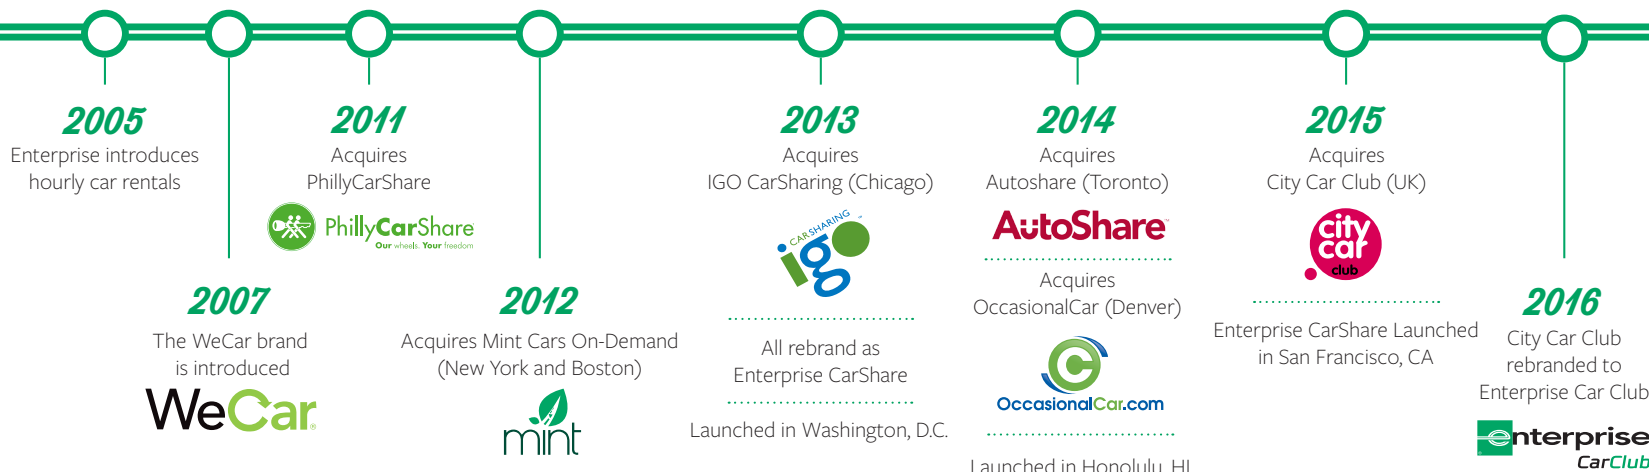 2005
Enterprise introduces
hourly car rentals
2007
The WeCar brand
is introduced
WeCar
2011
Acquires
PhillyCarShare
PhillyCarShare
Our wheels. Your freedom
2012
Acquires Mint Cars On-Demand
(New York and Boston)
mint
2013
Acquires
IGO CarSharing (Chicago)
CARSHARING
igo
All rebrand as
Enterprise CarShare
Launched in Washington, D.C.
2014
Acquires
Autoshare (Toronto)
AutoShare
Acquires
OccasionalCar (Denver)
C
OccasionalCar.com
Launched in Honolulu, HI
2015
Acquires
City Car Club (UK)
city
car
club
Enterprise CarShare Launched
in San Francisco, CA
2016
City Car Club
rebranded to
Enterprise Car Club
enterprise
CarClub